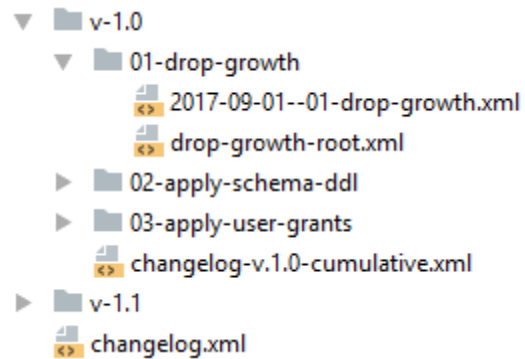 v-1.0
01-drop-growth
2017-09-01--01-drop-growth.xml
drop-growth-root.xml
02-apply-schema-ddl
03-apply-user-grants
changelog-v.1.0-cumulative.xml
v-1.1
changelog.xml